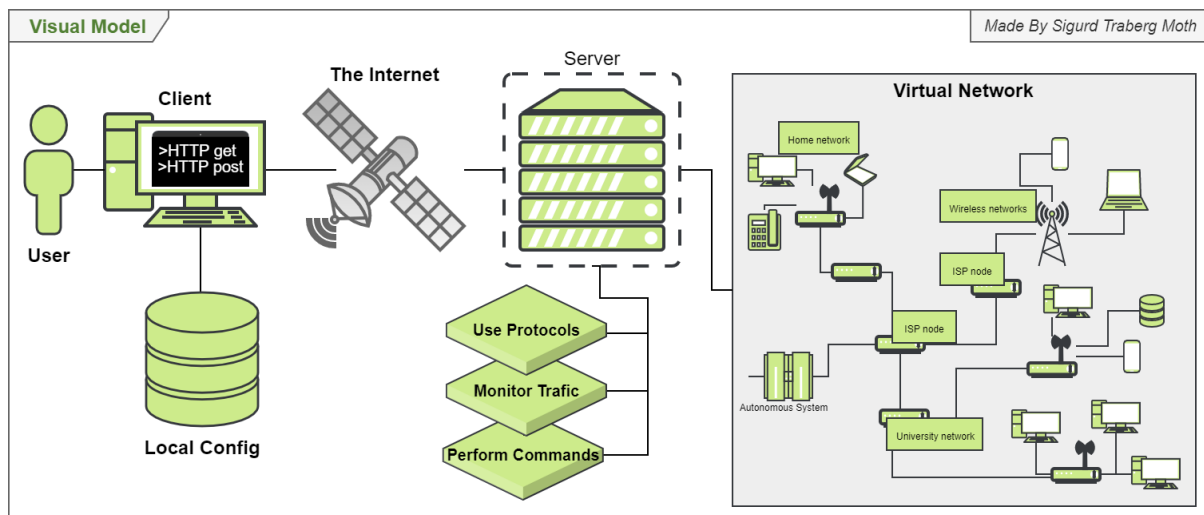 Visual Model
Made By Sigurd Traberg Moth
Client
The Internet
Server
Virtual Network
>HTTP get
>HTTP post
User
Local Config
Use Protocols
Monitor Trafic
Perform Commands
Home network
Wireless networks
ISP node
ISP node
Autonomous System
University network